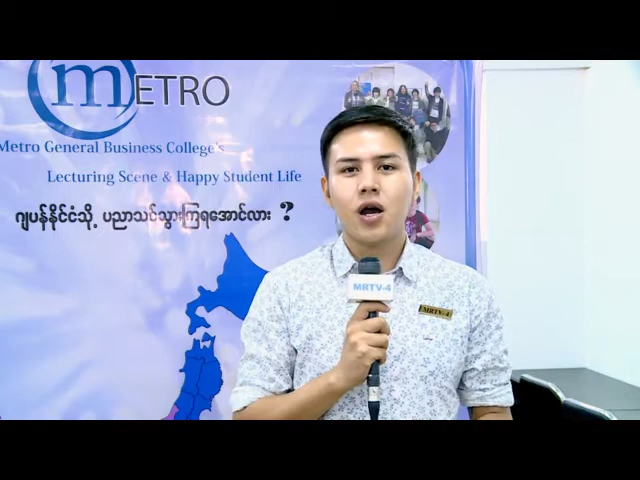 mETRO
Metro General Business College's
Lecturing Scene & Happy Student Life
ဂျပန်နိုင်ငံသို့ ပညာသင်သွားကြရအောင်လား ?
MRTV-4
MRTV-4